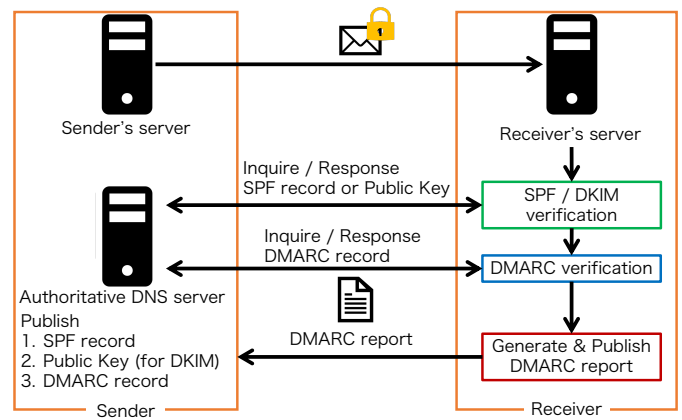 1
Sender's server
Receiver's server
Inquire / Response
SPF record or Public Key
SPF / DKIM
verification
Inquire / Response
DMARC record
DMARC verification
Authoritative DNS server
Publish
1. SPF record
2. Public Key (for DKIM)
3. DMARC record
DMARC report
Generate & Publish
DMARC report
Sender
Receiver